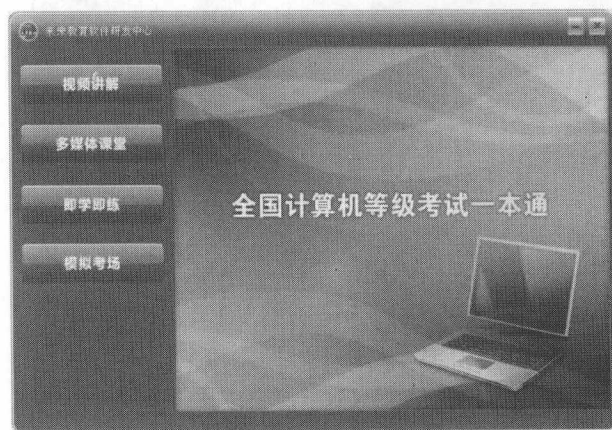 未来教育软件研发中心
视频讲解
多媒体课堂
即学即练
模拟考场
全国计算机等级考试一本通